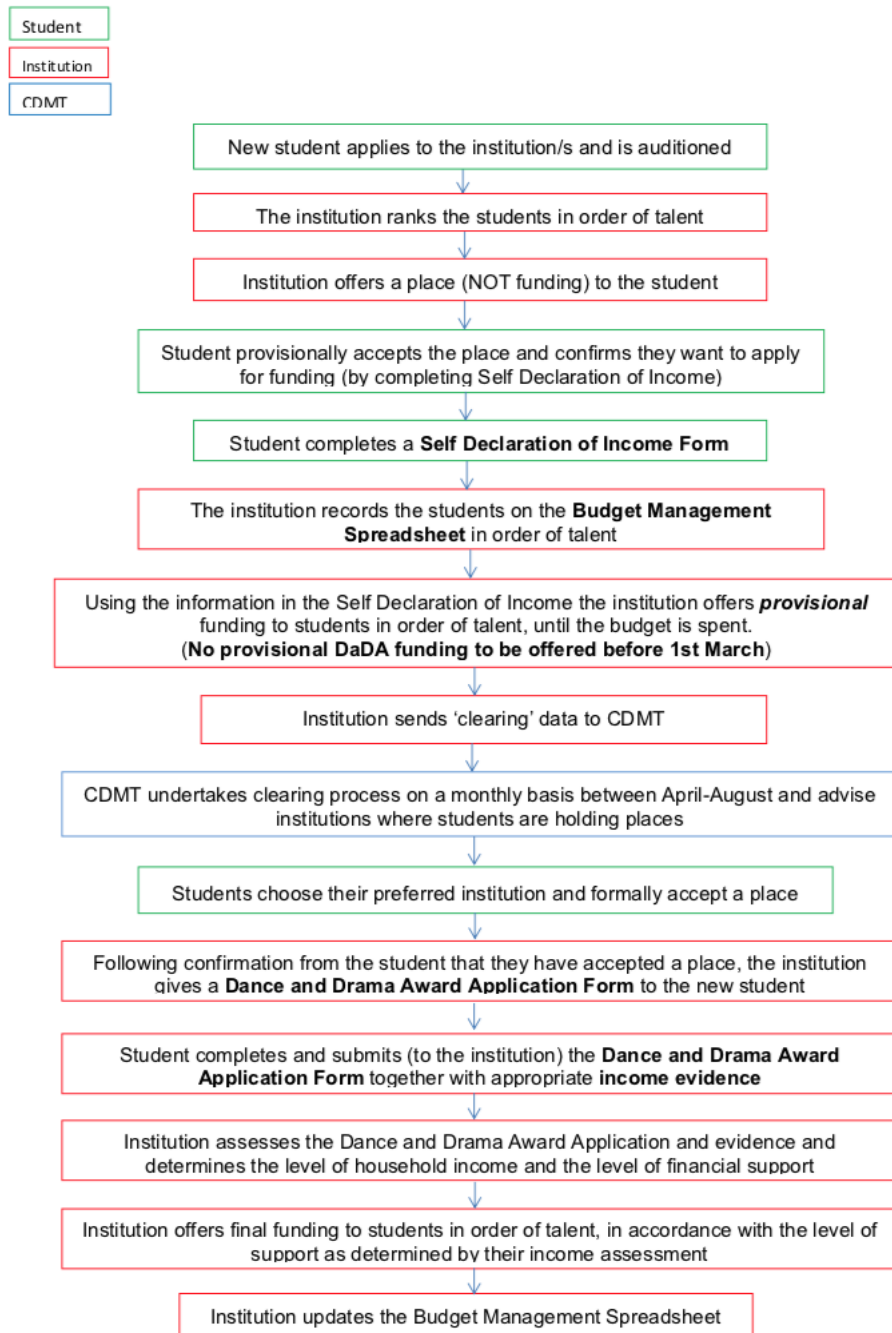 Student
Institution
CDMT
New student applies to the institution/s and is auditioned
The institution ranks the students in order of talent
Institution offers a place (NOT funding) to the student
Student provisionally accepts the place and confirms they want to apply
for funding (by completing Self Declaration of Income)
Student completes a Self Declaration of Income Form
The institution records the students on the Budget Management
Spreadsheet in order of talent
Using the information in the Self Declaration of Income the institution offers provisional
funding to students in order of talent, until the budget is spent.
(No provisional DaDA funding to be offered before 1st March)
Institution sends ‘clearing’ data to CDMT
CDMT undertakes clearing process on a monthly basis between April-August and advise
institutions where students are holding places
Students choose their preferred institution and formally accept a place
Following confirmation from the student that they have accepted a place, the institution
gives a Dance and Drama Award Application Form to the new student
Student completes and submits (to the institution) the Dance and Drama Award
Application Form together with appropriate income evidence
Institution assesses the Dance and Drama Award Application and evidence and
determines the level of household income and the level of financial support
Institution offers final funding to students in order of talent, in accordance with the level of
support as determined by their income assessment
Institution updates the Budget Management Spreadsheet